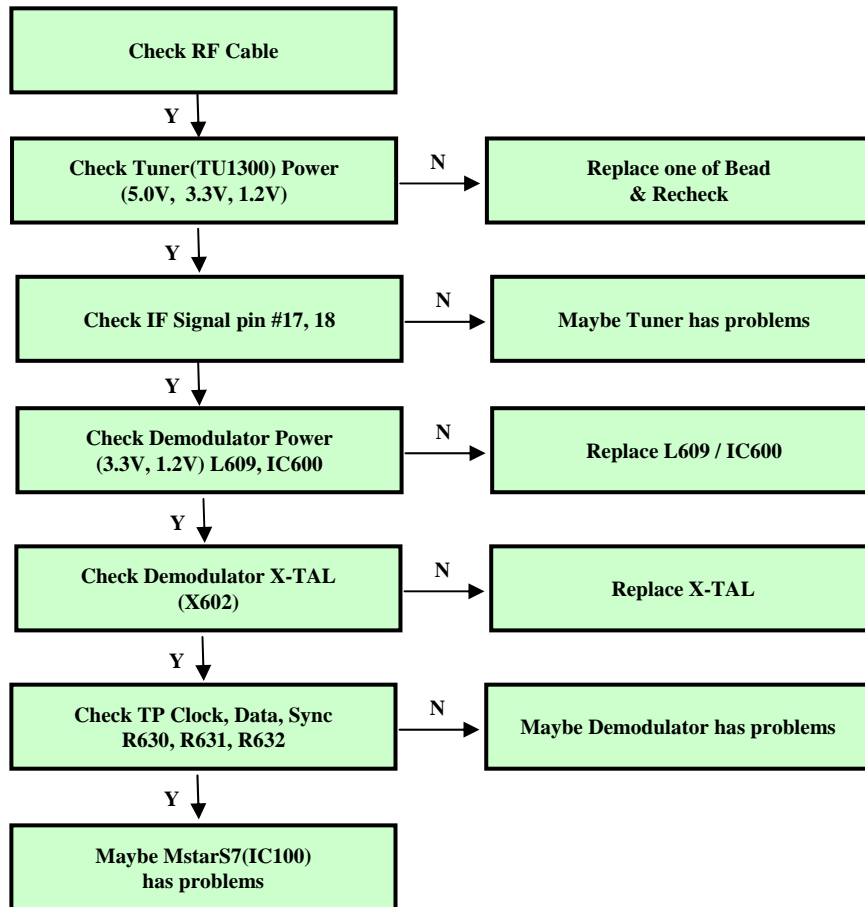 Check RF Cable
Y
Check Tuner(TU1300) Power
(5.0V, 3.3V, 1.2V)
N
Replace one of Bead
& Recheck
Y
Check IF Signal pin #17, 18
N
Maybe Tuner has problems
Y
Check Demodulator Power
(3.3V, 1.2V) L609, IC600
N
Replace L609 / IC600
Y
Check Demodulator X-TAL
(X602)
N
Replace X-TAL
Y
Check TP Clock, Data, Sync
R630, R631, R632
N
Maybe Demodulator has problems
Y
Maybe MstarS7(IC100)
has problems